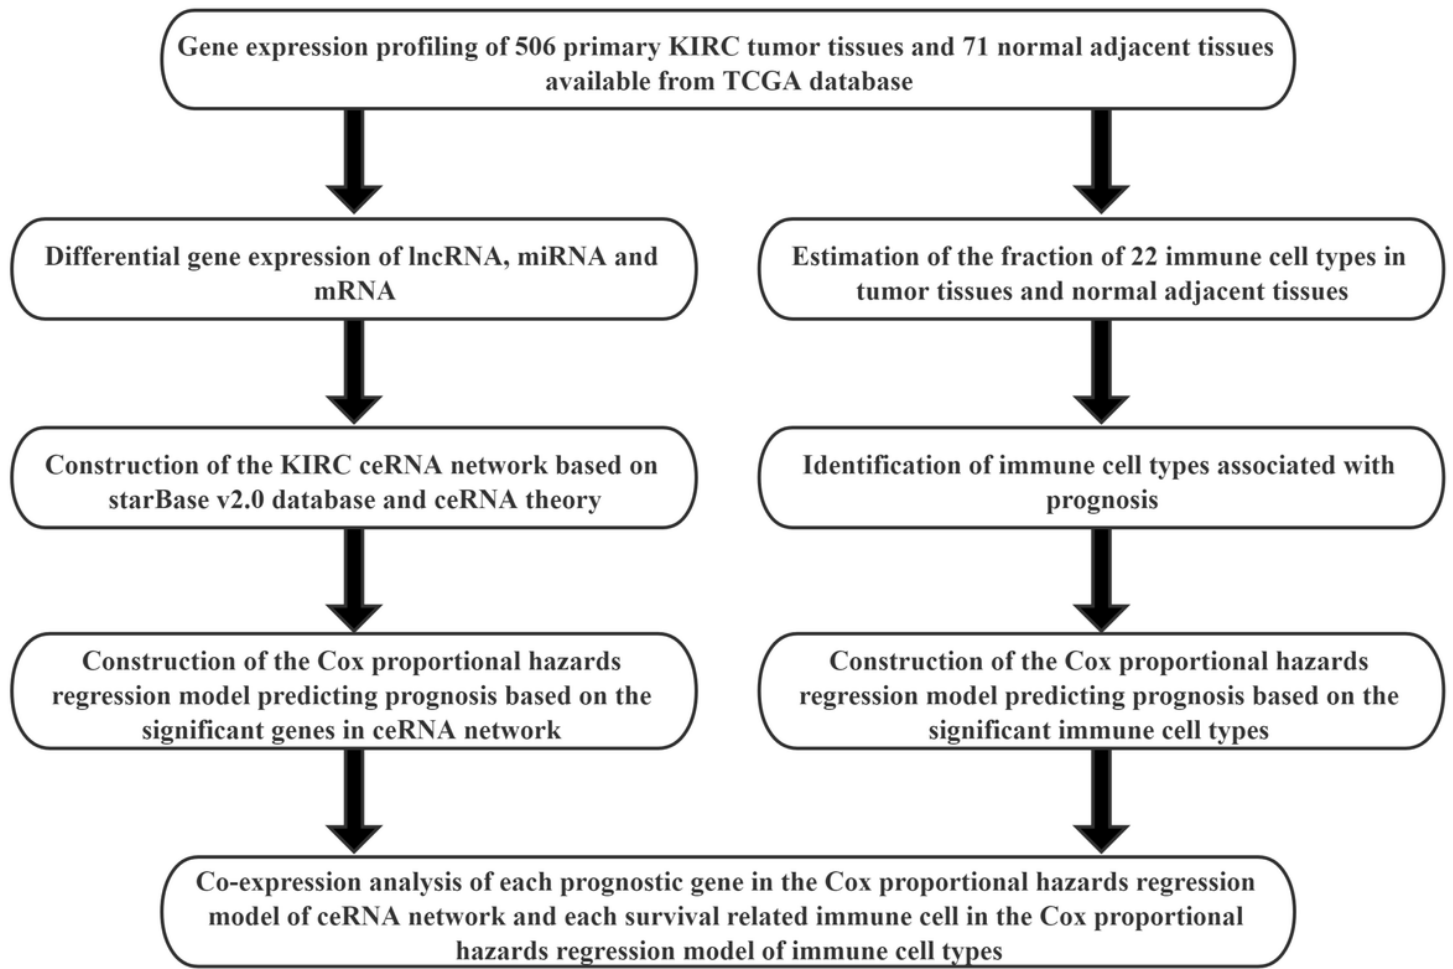 Gene expression profiling of 506 primary KIRC tumor tissues and 71 normal adjacent tissues
available from TCGA database
Differential gene expression of lncRNA, miRNA and
mRNA
Construction of the KIRC ceRNA network based on
starBase v2.0 database and ceRNA theory
Construction of the Cox proportional hazards
regression model predicting prognosis based on the
significant genes in ceRNA network
Estimation of the fraction of 22 immune cell types in
tumor tissues and normal adjacent tissues
Identification of immune cell types associated with
prognosis
Construction of the Cox proportional hazards
regression model predicting prognosis based on the
significant immune cell types
Co-expression analysis of each prognostic gene in the Cox proportional hazards regression
model of ceRNA network and each survival related immune cell in the Cox proportional
hazards regression model of immune cell types